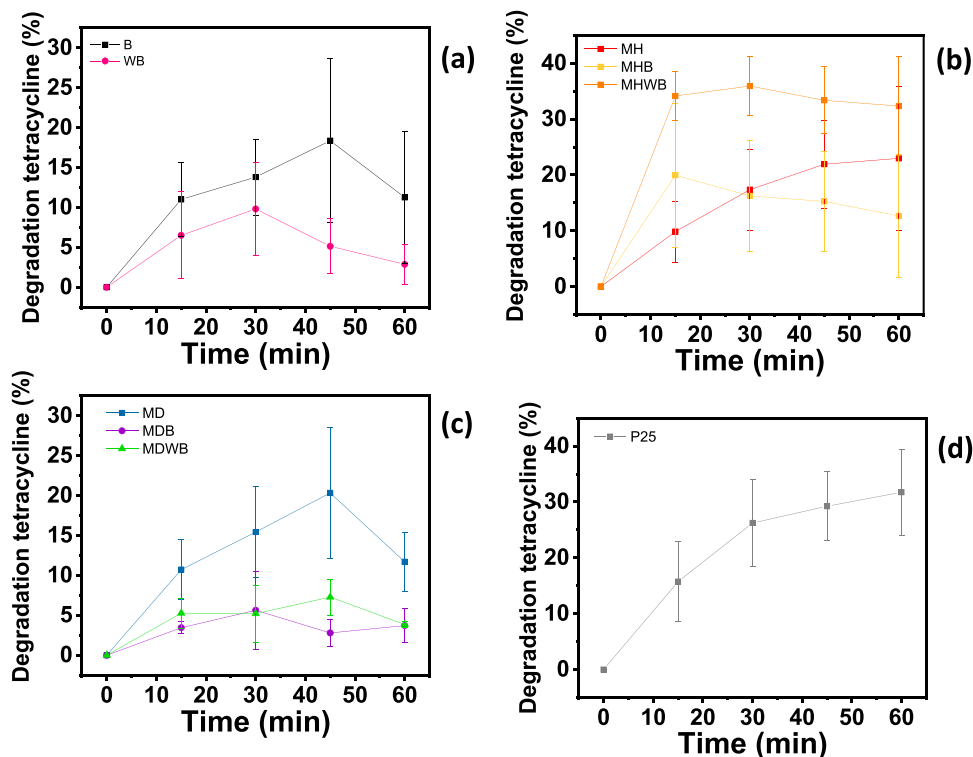 Degradation tetracycline (%)
30
25
20
15
10
5
0
B
WB
(a)
0 10 20 30 40 50 60
Time (min)
Degradation tetracycline (%)
40
30
20
10
0
MH
MHB
MHWB
(b)
0 10 20 30 40 50 60
Time (min)
Degradation tetracycline (%)
30
25
20
15
10
5
0
MD
MDB
MDWB
(c)
0 10 20 30 40 50 60
Time (min)
Degradation tetracycline (%)
40
30
20
10
0
P25
(d)
0 10 20 30 40 50 60
Time (min)